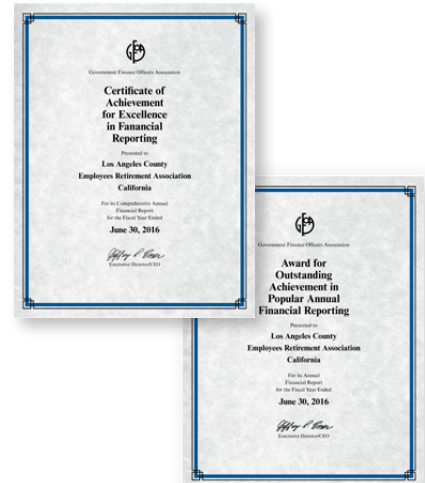 Government Finance Officers Association
Certificate of
Achievement
for Excellence
in Fanancial
Reporting
Presented to
Los Angeles County
Employees Retirement Association
California
For its Comprehensive Annual
Financial Report
for the Fiscal Year Ended
June 30, 2016
Executive Director/CEO
Government Finance Officers Association
Award for
Outstanding
Achievement in
Popular Annual
Financial Reporting
Presented to
Los Angeles County
Employees Retirement Association
California
For its Annual
Financial Report
for the Fiscal Year Ended
June 30, 2016
Executive Director/CEO